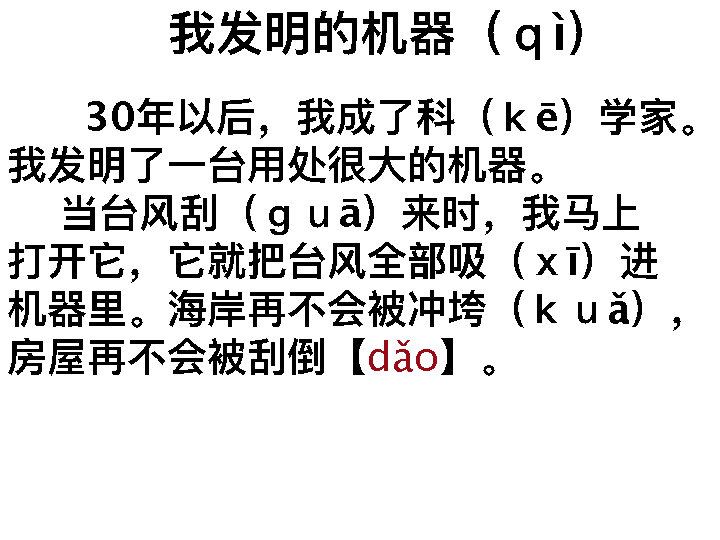 我发明的机器（qì）
30年以后，我成了科（kē）学家。
我发明了一台用处很大的机器。
当台风刮（guā）来时，我马上
打开它，它就把台风全部吸（xī）进
机器里。海岸再不会被冲垮（kuǎ），
房屋再不会被刮倒【dǎo】。